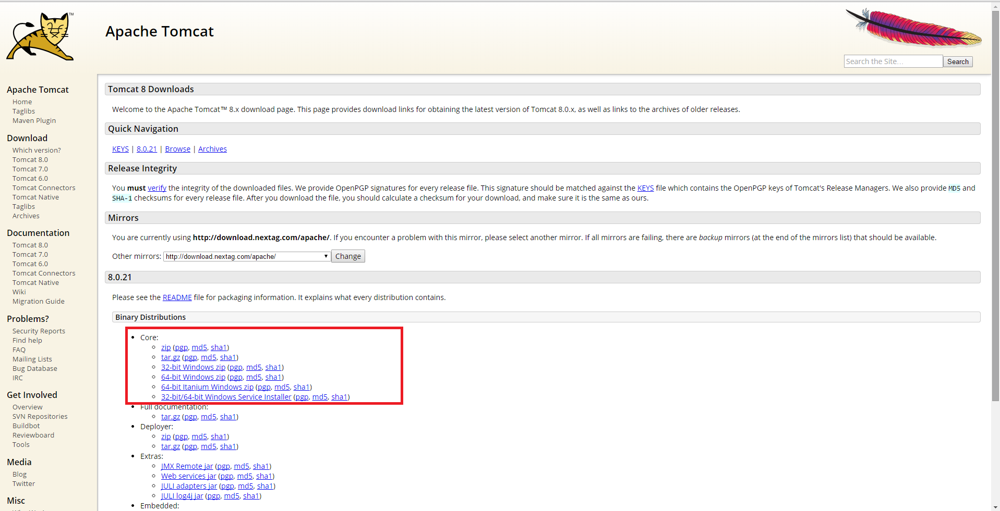 TM
Apache Tomcat
Search the Site...
Search
Apache Tomcat
Home
Taglibs
Maven Plugin
Download
Which version?
Tomcat 8.0
Tomcat 7.0
Tomcat 6.0
Tomcat Connectors
Tomcat Native
Taglibs
Archives
Documentation
Tomcat 8.0
Tomcat 7.0
Tomcat 6.0
Tomcat Connectors
Tomcat Native
Wiki
Migration Guide
Problems?
Security Reports
Find help
FAQ
Mailing Lists
Bug Database
IRC
Get Involved
Overview
SVN Repositories
Buildbot
Reviewboard
Tools
Media
Blog
Twitter
Misc
Tomcat 8 Downloads
Welcome to the Apache Tomcat™ 8.x download page. This page provides download links for obtaining the latest version of Tomcat 8.0.x, as well as links to the archives of older releases.
Quick Navigation
KEYS | 8.0.21 | Browse | Archives
Release Integrity
You must verify the integrity of the downloaded files. We provide OpenPGP signatures for every release file. This signature should be matched against the KEYS file which contains the OpenPGP keys of Tomcat's Release Managers. We also provide MD5 and
SHA-1 checksums for every release file. After you download the file, you should calculate a checksum for your download, and make sure it is the same as ours.
Mirrors
You are currently using http://download.nextag.com/apache/. If you encounter a problem with this mirror, please select another mirror. If all mirrors are failing, there are backup mirrors (at the end of the mirrors list) that should be available.
Other mirrors: http://download.nextag.com/apache/ Change
8.0.21
Please see the README file for packaging information. It explains what every distribution contains.
Binary Distributions
Core:
zip (pgp, md5, sha1)
tar.gz (pgp, md5, sha1)
32-bit Windows zip (pgp, md5, sha1)
64-bit Windows zip (pgp, md5, sha1)
64-bit Itanium Windows zip (pgp, md5, sha1)
32-bit/64-bit Windows Service Installer (pgp, md5, sha1)
Full documentation:
tar.gz (pgp, md5, sha1)
Deployer:
zip (pgp, md5, sha1)
tar.gz (pgp, md5, sha1)
Extras:
JMX Remote jar (pgp, md5, sha1)
Web services jar (pgp, md5, sha1)
JULI adapters jar (pgp, md5, sha1)
JULI log4j jar (pgp, md5, sha1)
Embedded: